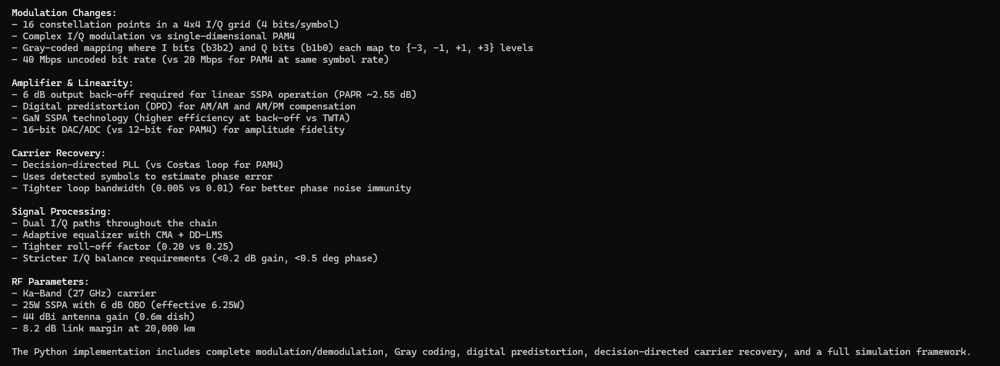 Modulation Changes:
- 16 constellation points in a 4x4 I/Q grid (4 bits/symbol)
- Complex I/Q modulation vs single-dimensional PAM4
- Gray-coded mapping where I bits (b3b2) and Q bits (b1b0) each map to {-3, -1, +1, +3} levels
- 40 Mbps uncoded bit rate (vs 20 Mbps for PAM4 at same symbol rate)
Amplifier & Linearity:
- 6 dB output back-off required for linear SSPA operation (PAPR ~2.55 dB)
- Digital predistortion (DPD) for AM/AM and AM/PM compensation
- GaN SSPA technology (higher efficiency at back-off vs TWTA)
- 16-bit DAC/ADC (vs 12-bit for PAM4) for amplitude fidelity
Carrier Recovery:
- Decision-directed PLL (vs Costas loop for PAM4)
- Uses detected symbols to estimate phase error
- Tighter loop bandwidth (0.005 vs 0.01) for better phase noise immunity
Signal Processing:
- Dual I/Q paths throughout the chain
- Adaptive equalizer with CMA + DD-LMS
- Tighter roll-off factor (0.20 vs 0.25)
- Stricter I/Q balance requirements (<0.2 dB gain, <0.5 deg phase)
RF Parameters:
- Ka-Band (27 GHz) carrier
- 25W SSPA with 6 dB OBO (effective 6.25W)
- 44 dBi antenna gain (0.6m dish)
- 8.2 dB link margin at 20,000 km
The Python implementation includes complete modulation/demodulation, Gray coding, digital predistortion, decision-directed carrier recovery, and a full simulation framework.